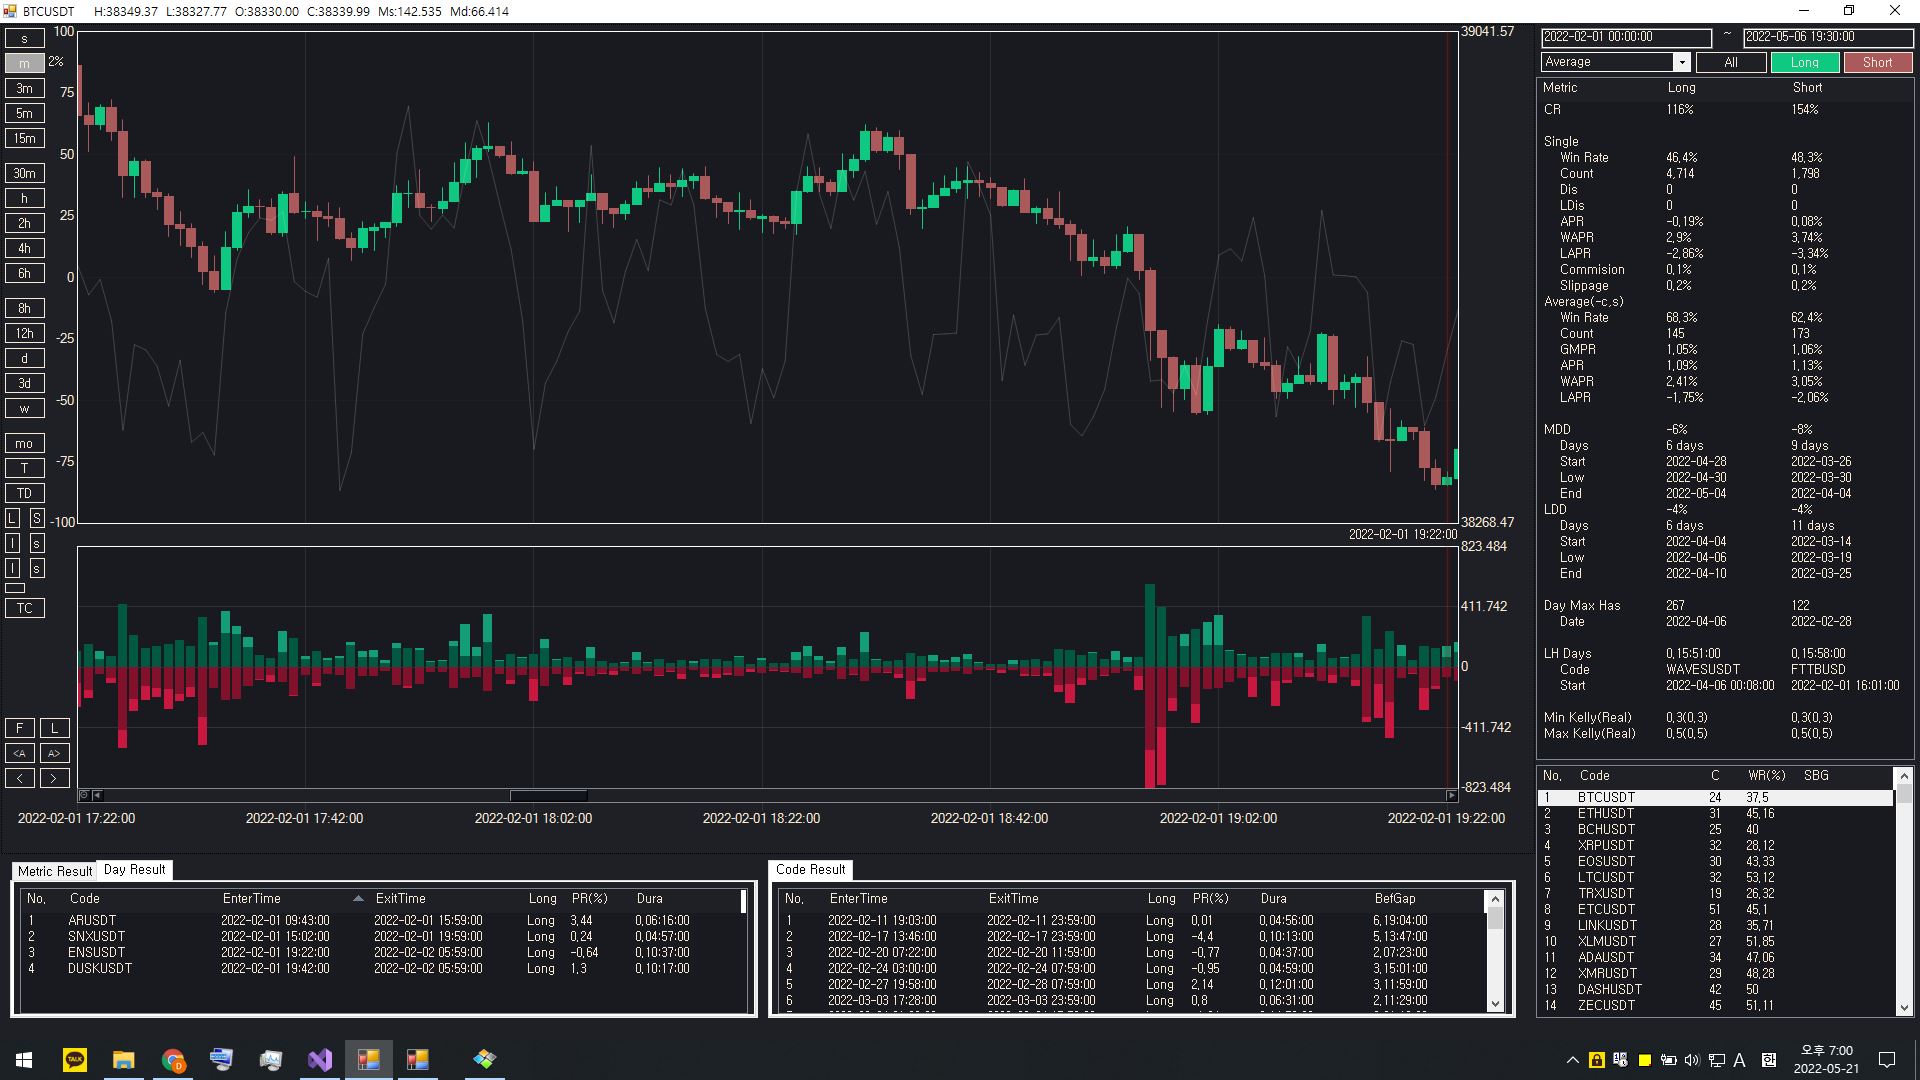 BTCUSDT H:38349.37 L:38327.77 O:38330.00 C:38339.99 Ms:142.535 Md:66.414
s
m 2%
3m
5m
15m
30m
h
2h
4h
6h
8h
12h
d
3d
w
mo
T
TD
L S
l s
l s
TC
F L
<A A>
< >
100
75
50
25
0
-25
-50
-75
-100
39041.57
38268.47
2022-02-01 19:22:00
823.484
411.742
0
-411.742
-823.484
2022-02-01 17:22:00 2022-02-01 17:42:00 2022-02-01 18:02:00 2022-02-01 18:22:00 2022-02-01 18:42:00 2022-02-01 19:02:00 2022-02-01 19:22:00
2022-02-01 00:00:00 ~ 2022-05-06 19:30:00
Average All Long Short
Metric Long Short
CR 116% 154%
Single
Win Rate 46,4% 48,3%
Count 4,714 1,798
Dis 0 0
LDis 0 0
APR -0,19% 0,08%
WAPR 2,9% 3,74%
LAPR -2,86% -3,34%
Commision 0,1% 0,1%
Slippage 0,2% 0,2%
Average(-c,s)
Win Rate 68,3% 62,4%
Count 145 173
GMPR 1,05% 1,06%
APR 1,09% 1,13%
WAPR 2,41% 3,05%
LAPR -1,75% -2,06%
MDD -6% -8%
Days 6 days 9 days
Start 2022-04-28 2022-03-26
Low 2022-04-30 2022-03-30
End 2022-05-04 2022-04-04
LDD -4% -4%
Days 6 days 11 days
Start 2022-04-04 2022-03-14
Low 2022-04-06 2022-03-19
End 2022-04-10 2022-03-25
Day Max Has 267 122
Date 2022-04-06 2022-02-28
LH Days 0,15:51:00 0,15:58:00
Code WAVESUSDT FTTBUSD
Start 2022-04-06 00:08:00 2022-02-01 16:01:00
Min Kelly(Real) 0,3(0,3) 0,3(0,3)
Max Kelly(Real) 0,5(0,5) 0,5(0,5)
No, Code C WR(%) SBG
1 BTCUSDT 24 37,5
2 ETHUSDT 31 45,16
3 BCHUSDT 25 40
4 XRPUSDT 32 28,12
5 EOSUSDT 30 43,33
6 LTCUSDT 32 53,12
7 TRXUSDT 19 26,32
8 ETCUSDT 51 45,1
9 LINKUSDT 28 35,71
10 XLMUSDT 27 51,85
11 ADAUSDT 34 47,06
12 XMRUSDT 29 48,28
13 DASHUSDT 42 50
14 ZECUSDT 45 51,11
Metric Result Day Result
No, Code EnterTime ExitTime Long PR(%) Dura
1 ARUSDT 2022-02-01 09:43:00 2022-02-01 15:59:00 Long 3,44 0,06:16:00
2 SNXUSDT 2022-02-01 15:02:00 2022-02-01 19:59:00 Long 0,24 0,04:57:00
3 ENSUSDT 2022-02-01 19:22:00 2022-02-02 05:59:00 Long -0,64 0,10:37:00
4 DUSKUSDT 2022-02-01 19:42:00 2022-02-02 05:59:00 Long 1,3 0,10:17:00
Code Result
No, EnterTime ExitTime Long PR(%) Dura BefGap
1 2022-02-11 19:03:00 2022-02-11 23:59:00 Long 0,01 0,04:56:00 6,19:04:00
2 2022-02-17 13:46:00 2022-02-17 23:59:00 Long -4,4 0,10:13:00 5,13:47:00
3 2022-02-20 07:22:00 2022-02-20 11:59:00 Long -0,77 0,04:37:00 2,07:23:00
4 2022-02-24 03:00:00 2022-02-24 07:59:00 Long -0,95 0,04:59:00 3,15:01:00
5 2022-02-27 19:58:00 2022-02-28 07:59:00 Long 2,14 0,12:01:00 3,11:59:00
6 2022-03-03 17:28:00 2022-03-03 23:59:00 Long 0,8 0,06:31:00 2,11:29:00
TALK
D
A
오후 7:00
2022-05-21